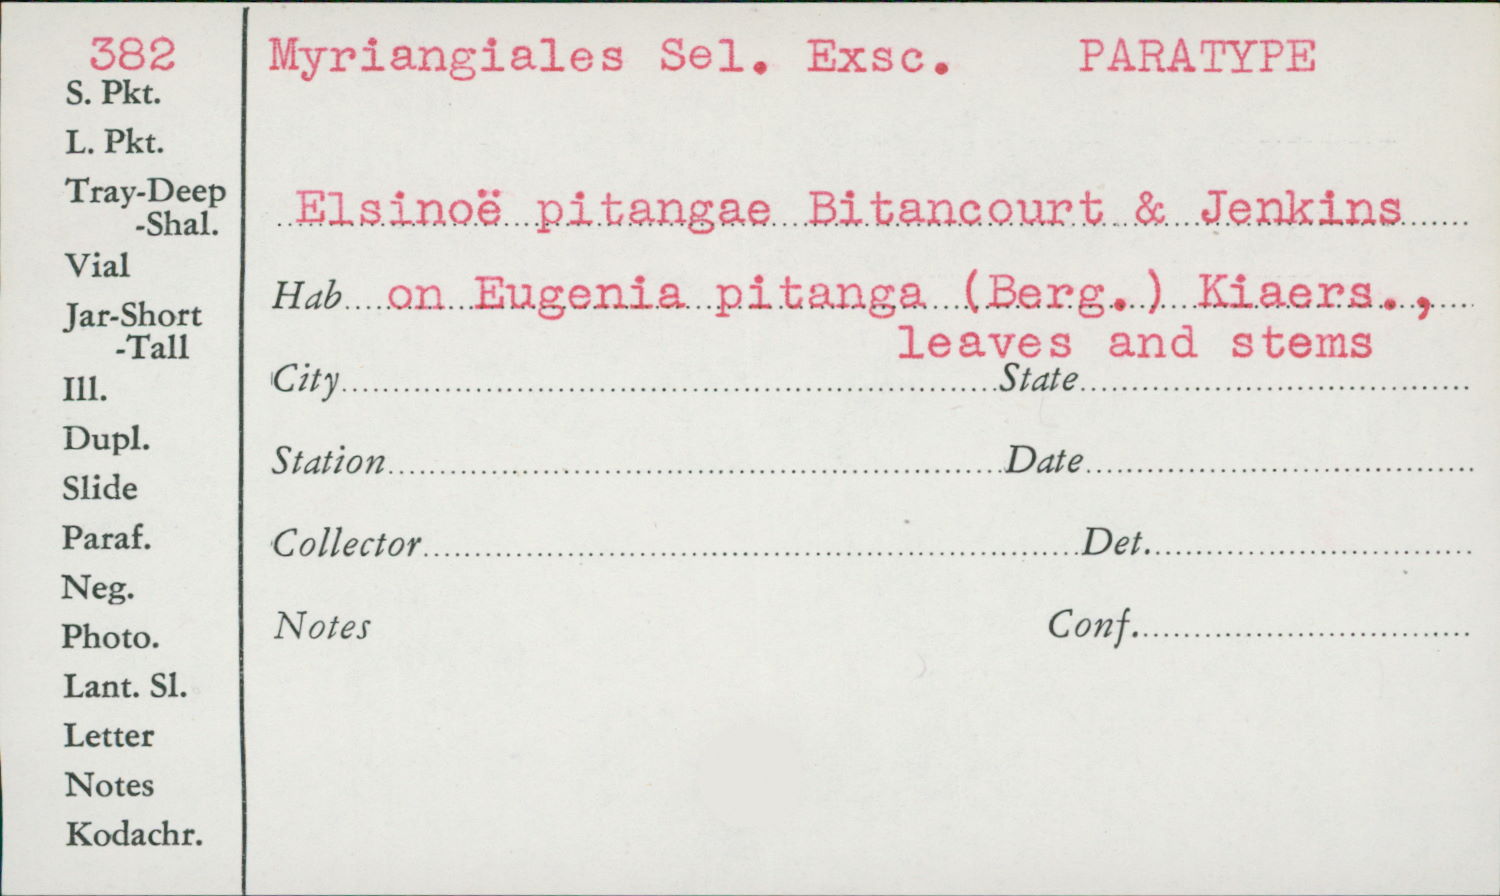 382
S. Pkt.
L. Pkt.
Tray-Deep
-Shal.
Vial
Jar-Short
-Tall
Ill.
Dupl.
Slide
Paraf.
Neg.
Photo.
Lant. Sl.
Letter
Notes
Kodachr.
Myriangiales Sel. Exsc. PARATYPE
Elsinoë pitangae Bitancourt & Jenkins
Hab on Eugenia pitanga (Berg.) Kiaers.,
leaves and stems
City State
Station Date
Collector Det.
Notes Conf.